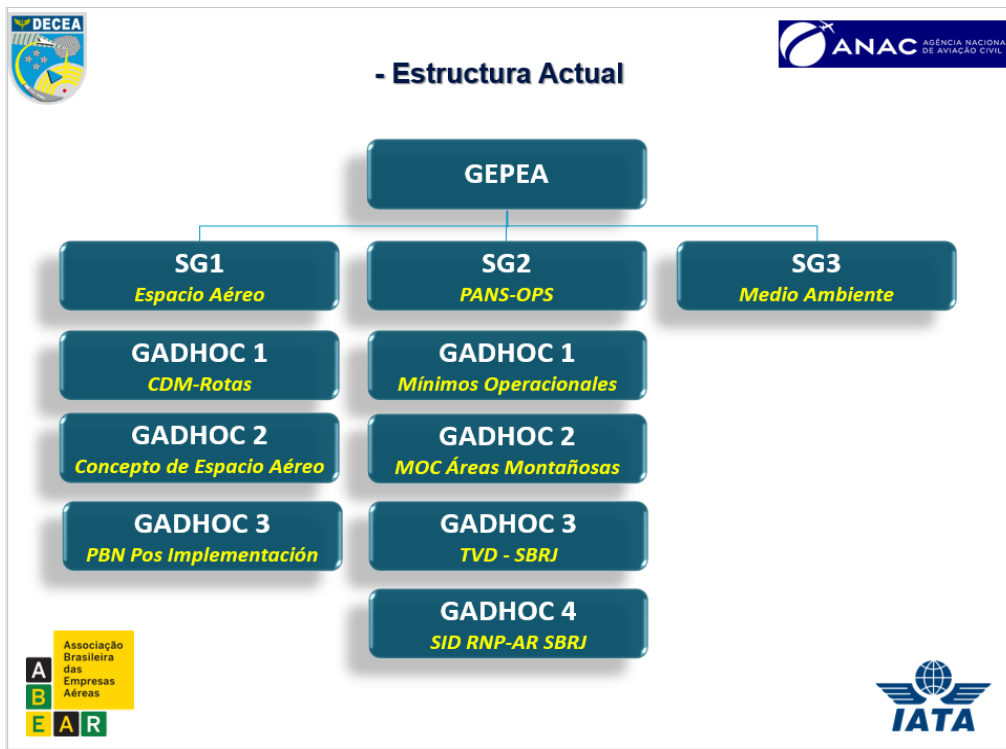 DECEA
ANAC AGÊNCIA NACIONAL
DE AVIAÇÃO CIVIL
- Estructura Actual
GEPEA
SG1
Espacio Aéreo
SG2
PANS-OPS
SG3
Medio Ambiente
GADHOC 1
CDM-Rotas
GADHOC 1
Mínimos Operacionales
GADHOC 2
Concepto de Espacio Aéreo
GADHOC 2
MOC Áreas Montañosas
GADHOC 3
PBN Pos Implementación
GADHOC 3
TVD - SBRJ
GADHOC 4
SID RNP-AR SBRJ
Associação
Brasileira
das
Empresas
Aéreas
A
B
E A R
IATA